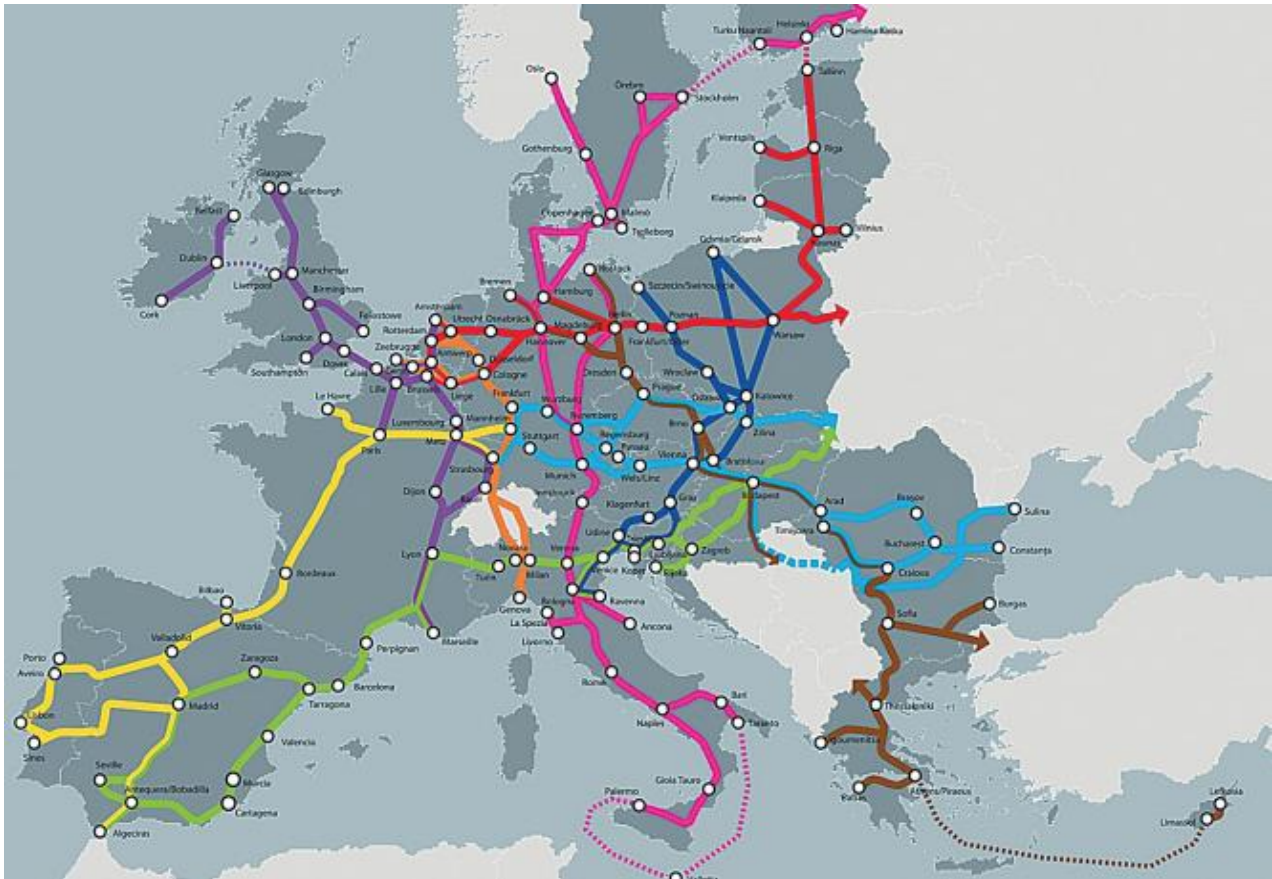 Helsinki
Turku Naantali
Hamina Kotka
Tallinn
Oslo
Örebro
Stockholm
Ventspils
Riga
Gothenburg
Glasgow
Edinburgh
Klaipeda
Belfast
Copenhagen
Malmö
Trelleborg
Vilnius
Kaunas
Gdynia/Gdansk
Dublin
Manchester
Liverpool
Rostock
Szczecin/Swinoujscie
Birmingham
Bremen
Hamburg
Cork
Felixstowe
Amsterdam
Utrecht
Osnabrück
Magdeburg
Berlin
Poznan
Rotterdam
London
Zeebrugge
Hannover
Frankfurt/Oder
Warsaw
Antwerp
Dover
Düsseldorf
Southampton
Calais
Cologne
Dresden
Wroclaw
Lille
Brussels
Liege
Prague
Katowice
Le Havre
Frankfurt
Wurzburg
Ostrava
Luxembourg
Mannheim
Nuremberg
Brno
Zilina
Paris
Metz
Stuttgart
Regensburg
Passau
Strasbourg
Munich
Wels/Linz
Vienna
Bratislava
Dijon
Budapest
Klagenfurt
Graz
Arad
Brasov
Sulina
Udine
Timisoara
Lyon
Novara
Verona
Ljubljana
Zagreb
Bucharest
Constanța
Turin
Milan
Venice
Koper
Rijeka
Craiova
Bordeaux
Bilbao
Genova
Bologna
Ravenna
Burgas
La Spezia
Sofia
Vitoria
Marseille
Livorno
Ancona
Valladolid
Perpignan
Porto
Zaragoza
Aveiro
Barcelona
Rome
Madrid
Tarragona
Bari
Lisbon
Naples
Taranto
Thessaloniki
Valencia
Igoumenitsa
Sines
Seville
Murcia
Gioia Tauro
Antequera/Bobadilla
Palermo
Patras
Athens/Piraeus
Lefkosia
Cartagena
Limassol
Algeciras